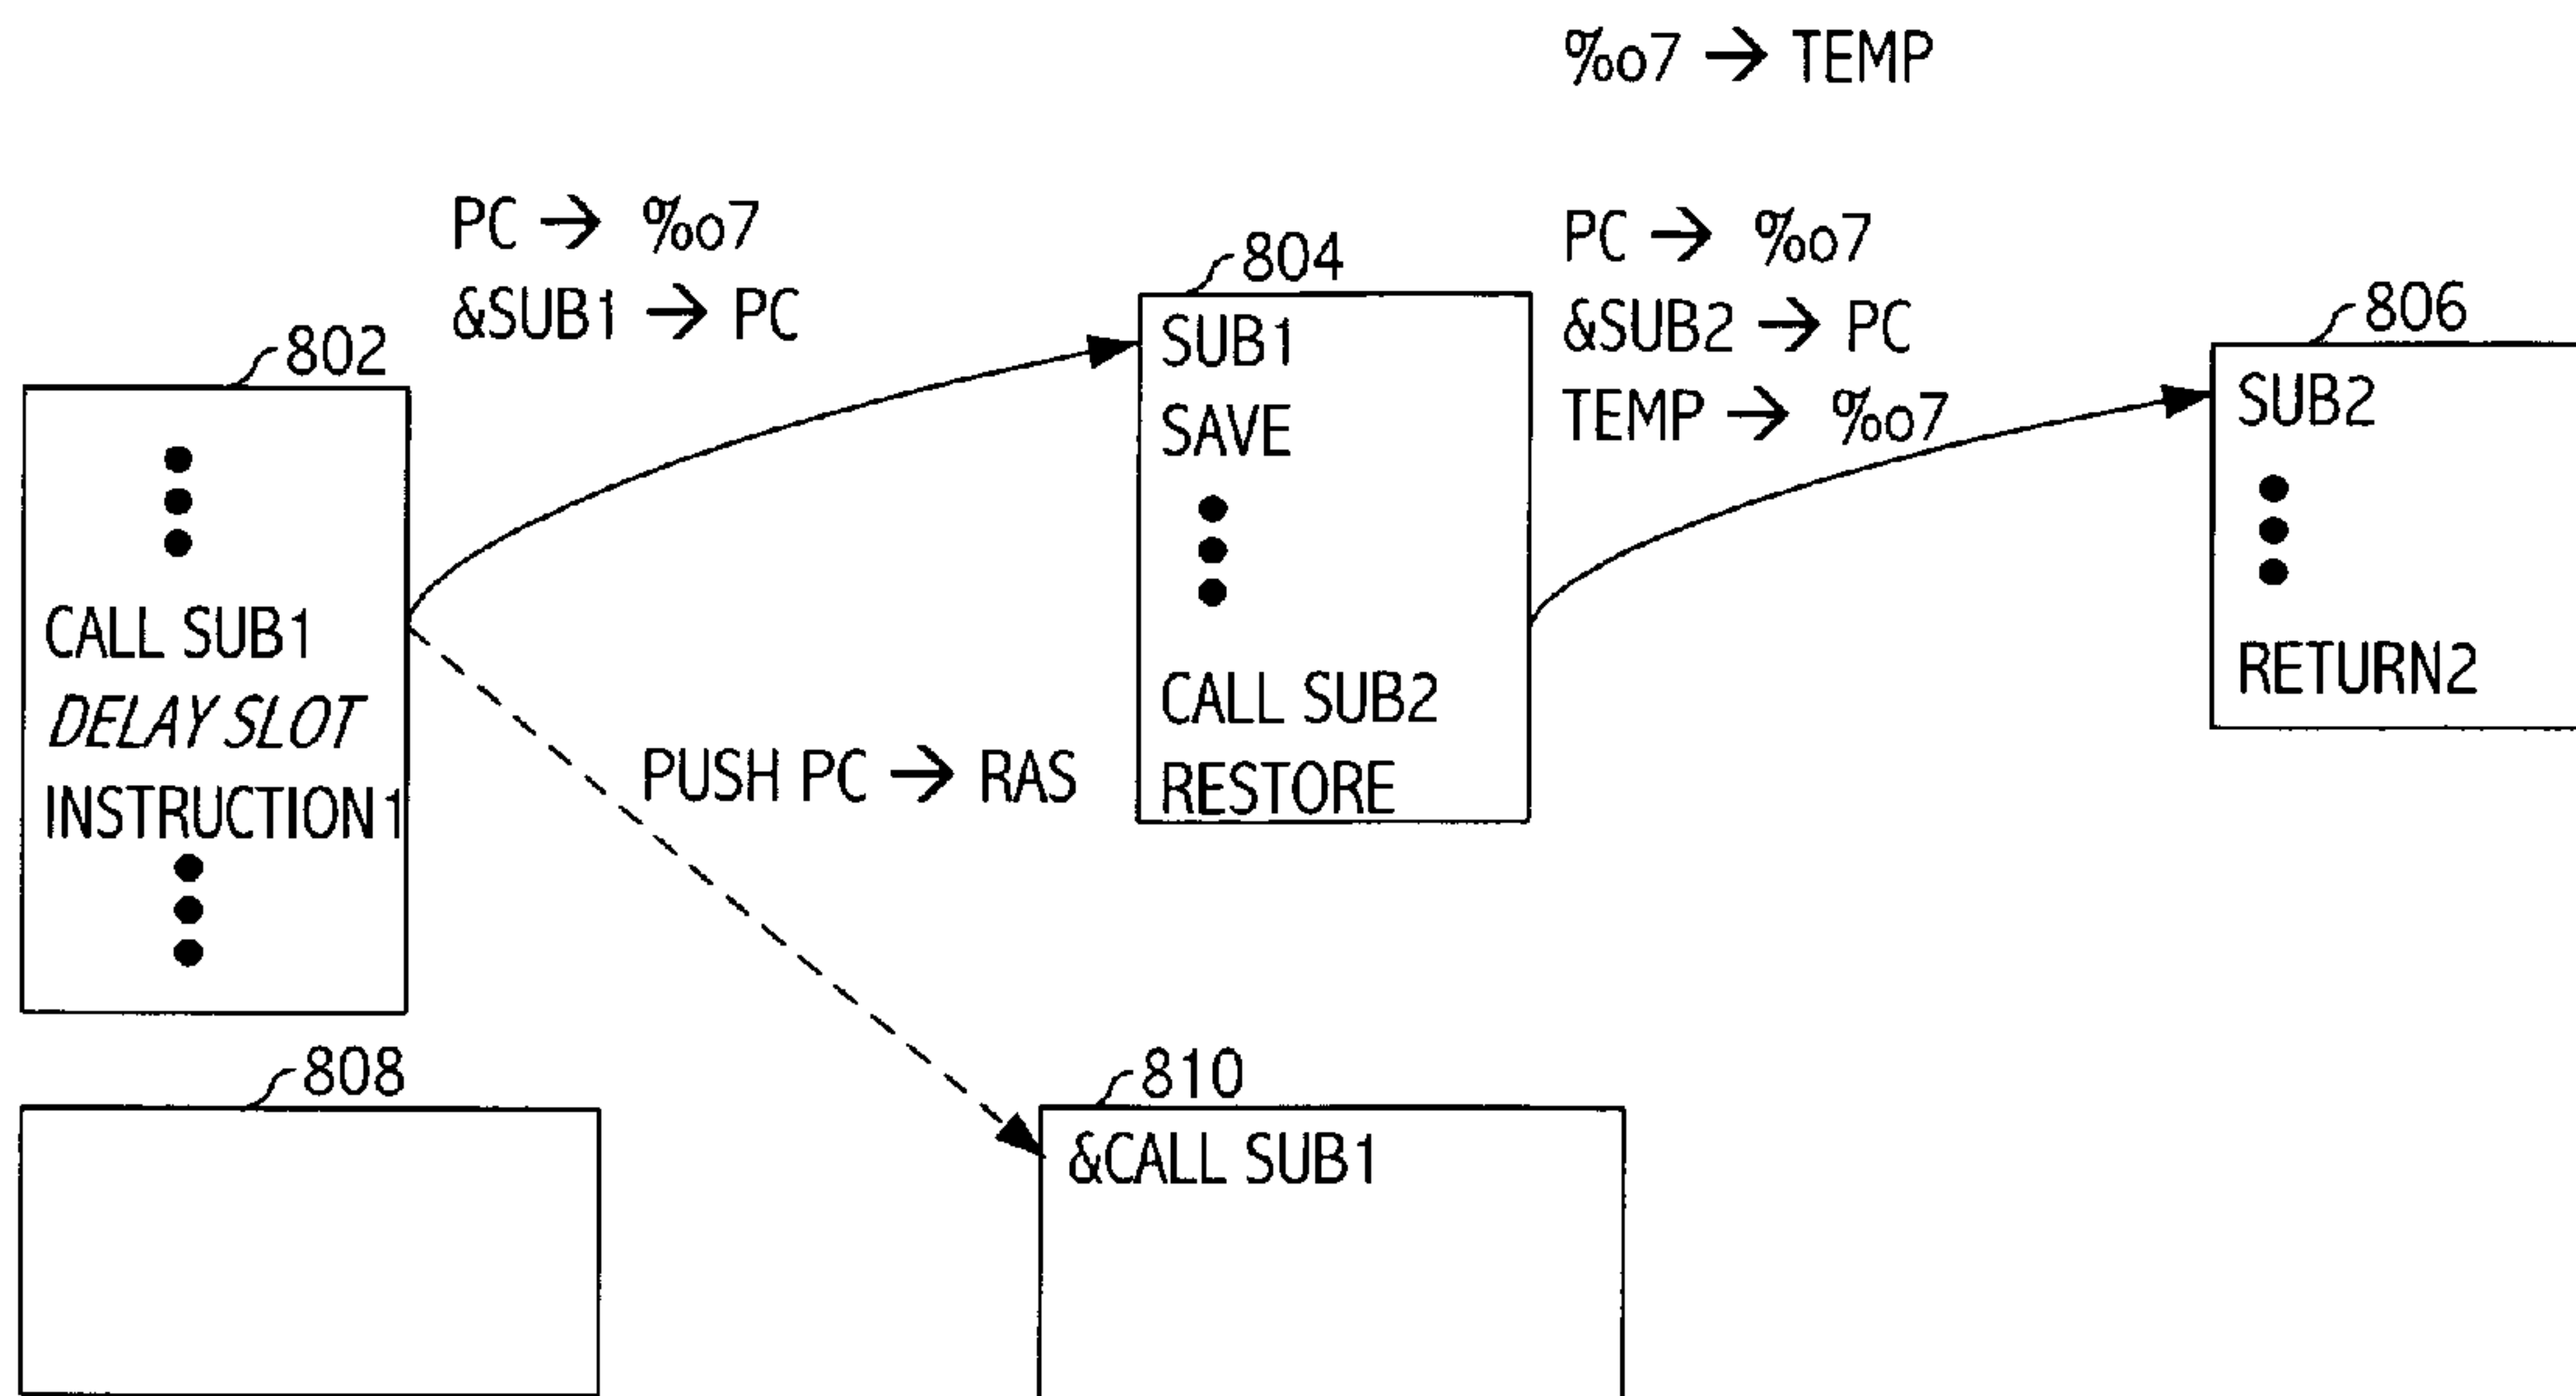 %o7 → TEMP
PC → %o7
&SUB1 → PC
PC → %o7
&SUB2 → PC
TEMP → %o7
802
CALL SUB1
DELAY SLOT
INSTRUCTION1
804
SUB1
SAVE
CALL SUB2
RESTORE
806
SUB2
RETURN2
PUSH PC → RAS
808
810
&CALL SUB1